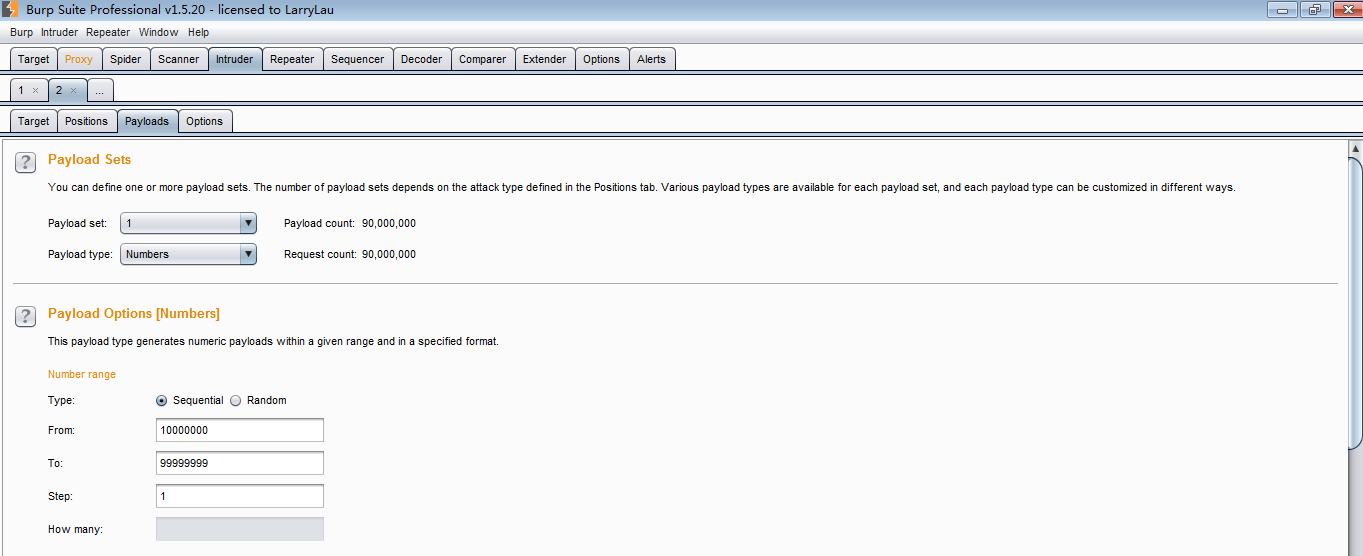 Burp Suite Professional v1.5.20 - licensed to LarryLau
Burp Intruder Repeater Window Help
Target Proxy Spider Scanner Intruder Repeater Sequencer Decoder Comparer Extender Options Alerts
1 × 2 × ...
Target Positions Payloads Options
? Payload Sets
You can define one or more payload sets. The number of payload sets depends on the attack type defined in the Positions tab. Various payload types are available for each payload set, and each payload type can be customized in different ways.
Payload set: 1 Payload count: 90,000,000
Payload type: Numbers Request count: 90,000,000
? Payload Options [Numbers]
This payload type generates numeric payloads within a given range and in a specified format.
Number range
Type: Sequential Random
From: 10000000
To: 99999999
Step: 1
How many: